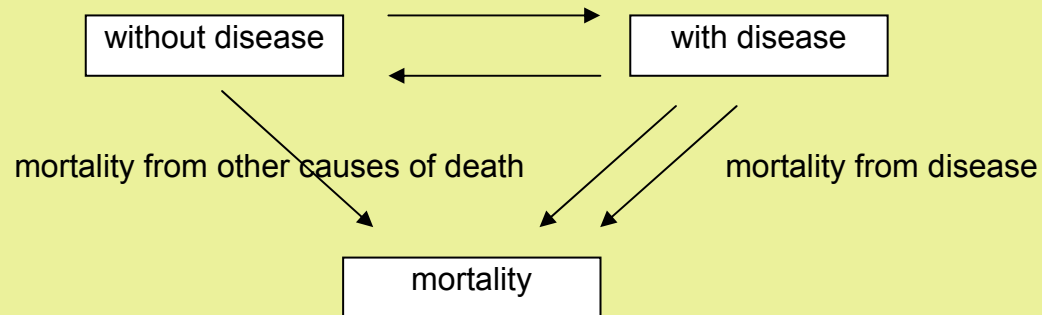 without disease
with disease
mortality from other causes of death
mortality from disease
mortality